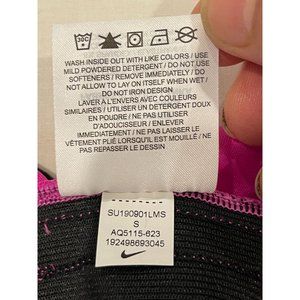 30C
WASH INSIDE OUT WITH LIKE COLORS / USE
MILD POWDERED DETERGENT / DO NOT USE
SOFTENERS / REMOVE IMMEDIATELY / DO
NOT ALLOW TO LAY ON ITSELF WHEN WET /
DO NOT IRON DESIGN
LAVER À L'ENVERS AVEC COULEURS
SIMILAIRES / UTILISER UN DÉTERGENT DOUX
EN POUDRE / NE PAS UTILISER
D'ADOUCISSEUR / ENLEVER
IMMÉDIATEMENT / NE PAS LAISSER LE
VÊTEMENT PLIÉ LORSQU'IL EST MOUILLÉ / NE
PAS
SU190901LMS
S
AQ5115-623
192498693045